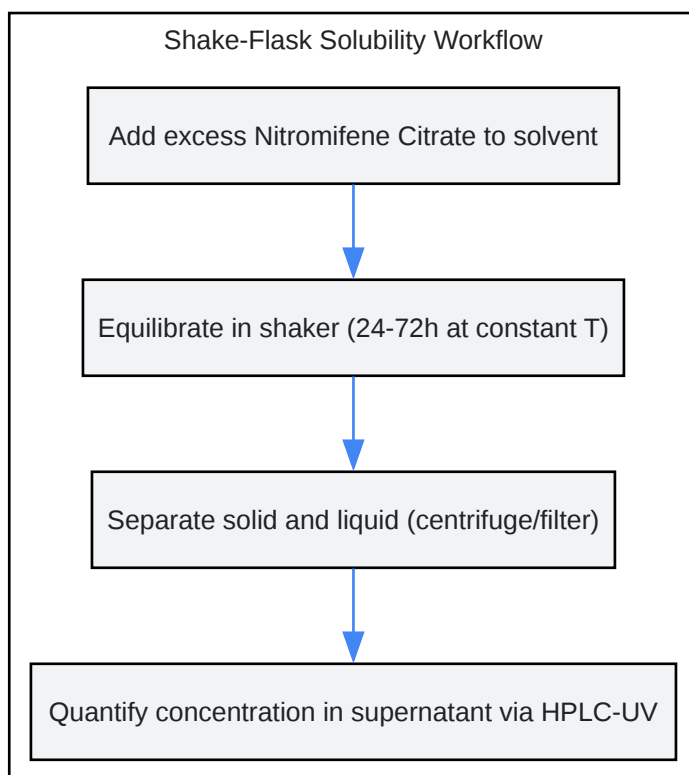 Shake-Flask Solubility Workflow
Add excess Nitromifene Citrate to solvent
Equilibrate in shaker (24-72h at constant T)
Separate solid and liquid (centrifuge/filter)
Quantify concentration in supernatant via HPLC-UV